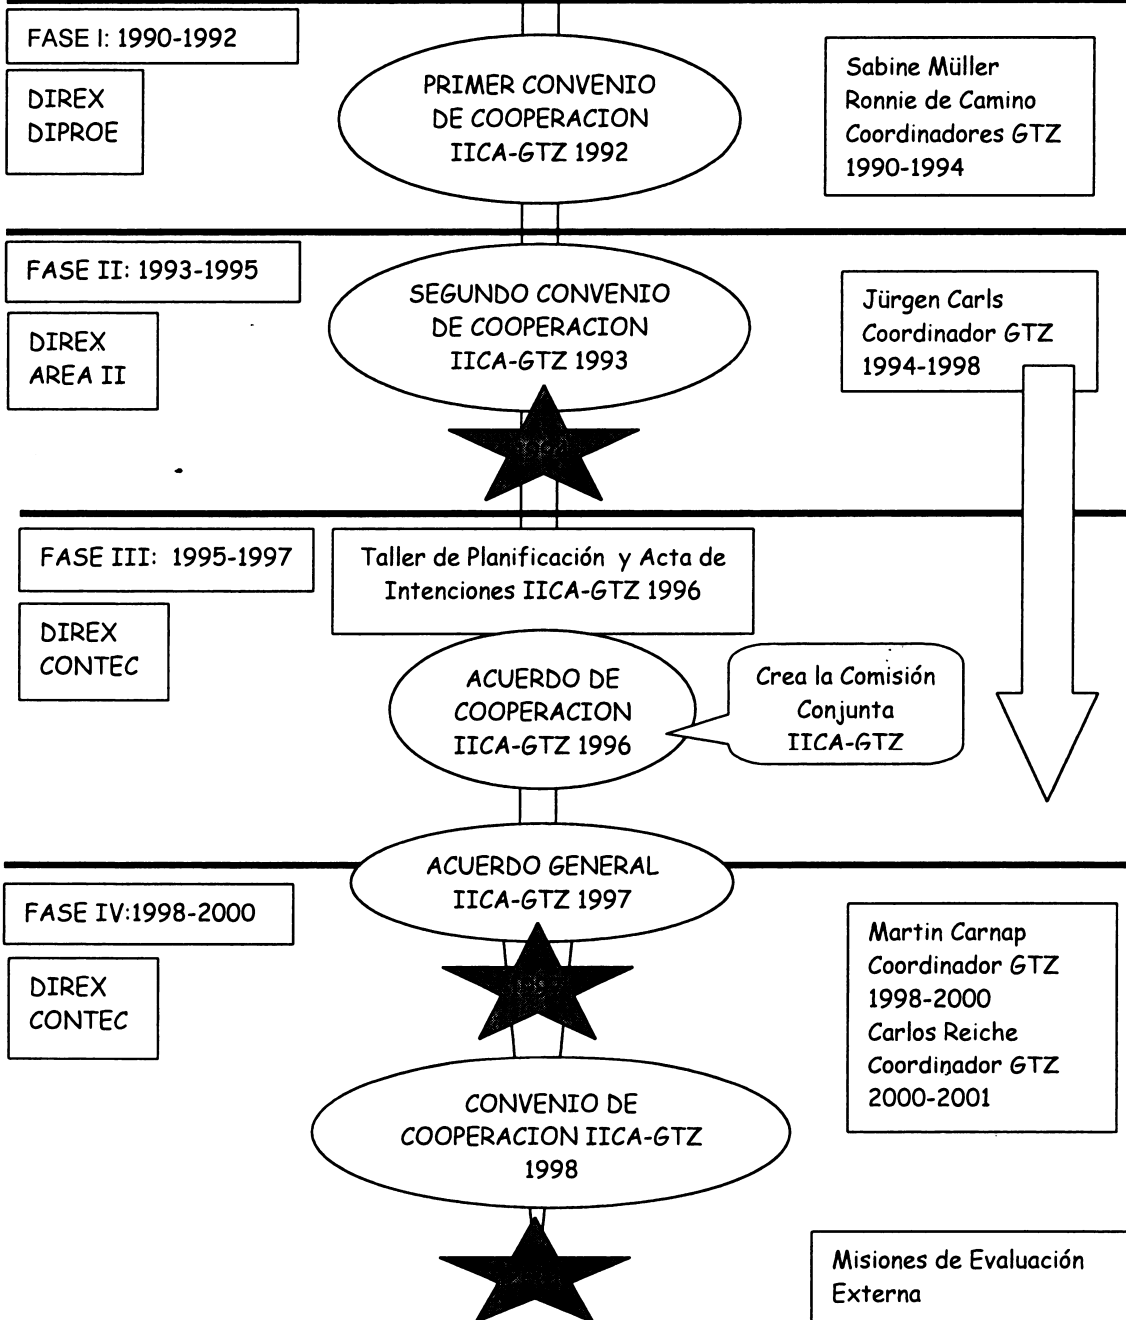 FASE I: 1990-1992
DIREX
DIPROE
PRIMER CONVENIO
DE COOPERACION
IICA-GTZ 1992
Sabine Müller
Ronnie de Camino
Coordinadores GTZ
1990-1994
FASE II: 1993-1995
DIREX
AREA II
SEGUNDO CONVENIO
DE COOPERACION
IICA-GTZ 1993
Jürgen Carls
Coordinador GTZ
1994-1998
FASE III: 1995-1997
DIREX
CONTEC
Taller de Planificación y Acta de
Intenciones IICA-GTZ 1996
ACUERDO DE
COOPERACION
IICA-GTZ 1996
Crea la Comisión
Conjunta
IICA-GTZ
ACUERDO GENERAL
IICA-GTZ 1997
FASE IV:1998-2000
DIREX
CONTEC
Martin Carnap
Coordinador GTZ
1998-2000
Carlos Reiche
Coordinador GTZ
2000-2001
CONVENIO DE
COOPERACION IICA-GTZ
1998
Misiones de Evaluación
Externa